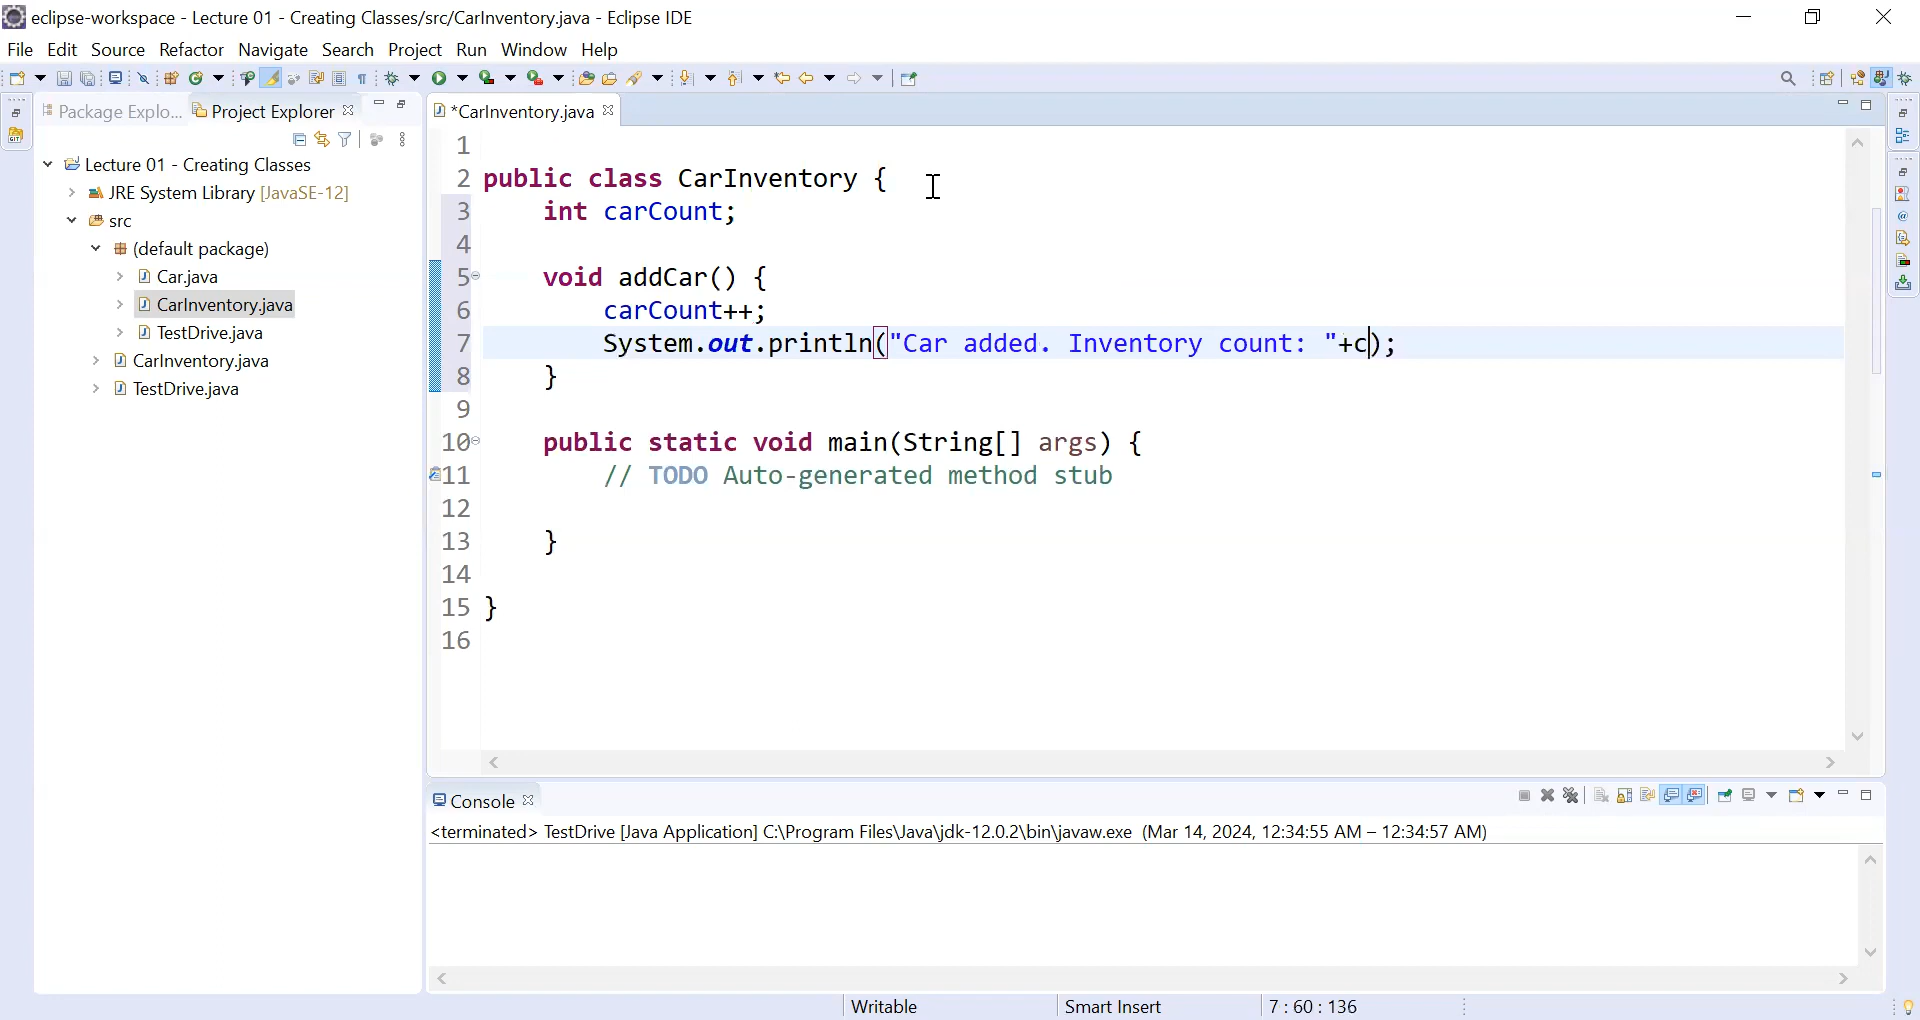 eclipse-workspace - Lecture 01 - Creating Classes/src/CarInventory.java - Eclipse IDE
File Edit Source Refactor Navigate Search Project Run Window Help
Package Explo... Project Explorer
*CarInventory.java
Lecture 01 - Creating Classes
JRE System Library [JavaSE-12]
src
(default package)
Car.java
CarInventory.java
TestDrive.java
CarInventory.java
TestDrive.java
1
2 public class CarInventory {
3 int carCount;
4
5 void addCar() {
6 carCount++;
7 System.out.println("Car added. Inventory count: "+c);
8 }
9
10 public static void main(String[] args) {
11 // TODO Auto-generated method stub
12
13 }
14
15 }
16
Console
<terminated> TestDrive [Java Application] C:\Program Files\Java\jdk-12.0.2\bin\javaw.exe (Mar 14, 2024, 12:34:55 AM – 12:34:57 AM)
Writable Smart Insert 7 : 60 : 136